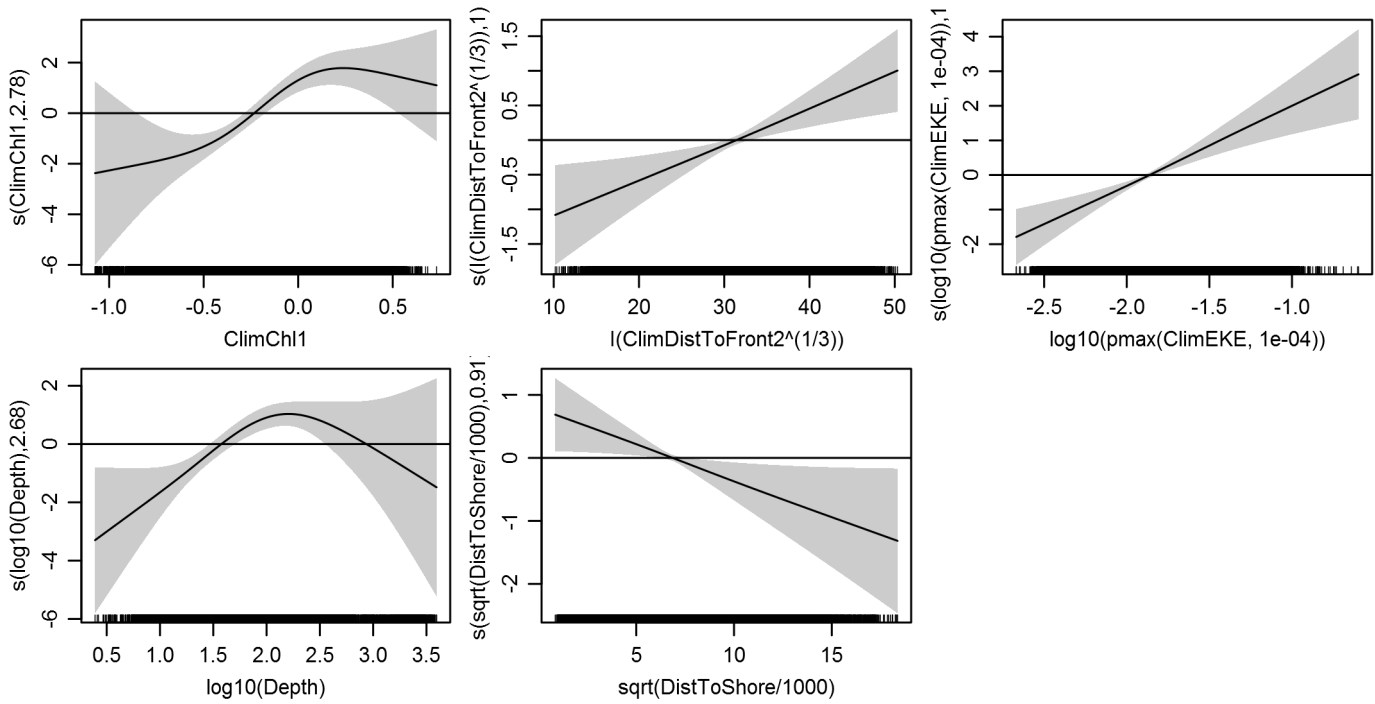 s(ClimChl1,2.78)
2
0
-2
-4
-6
-1.0 -0.5 0.0 0.5
ClimChl1
s(I((ClimDistToFront2^(1/3)),1)
1.5
0.5
-0.5
-1.5
10 20 30 40 50
I(ClimDistToFront2^(1/3))
s(log10(pmax(ClimEKE, 1e-04)),1
4
3
2
1
0
-2
-2.5 -2.0 -1.5 -1.0
log10(pmax(ClimEKE, 1e-04))
s(log10(Depth),2.68)
2
0
-2
-4
-6
0.5 1.0 1.5 2.0 2.5 3.0 3.5
log10(Depth)
s(sqrt(DistToShore/1000),0.91
1
0
-1
-2
5 10 15
sqrt(DistToShore/1000)